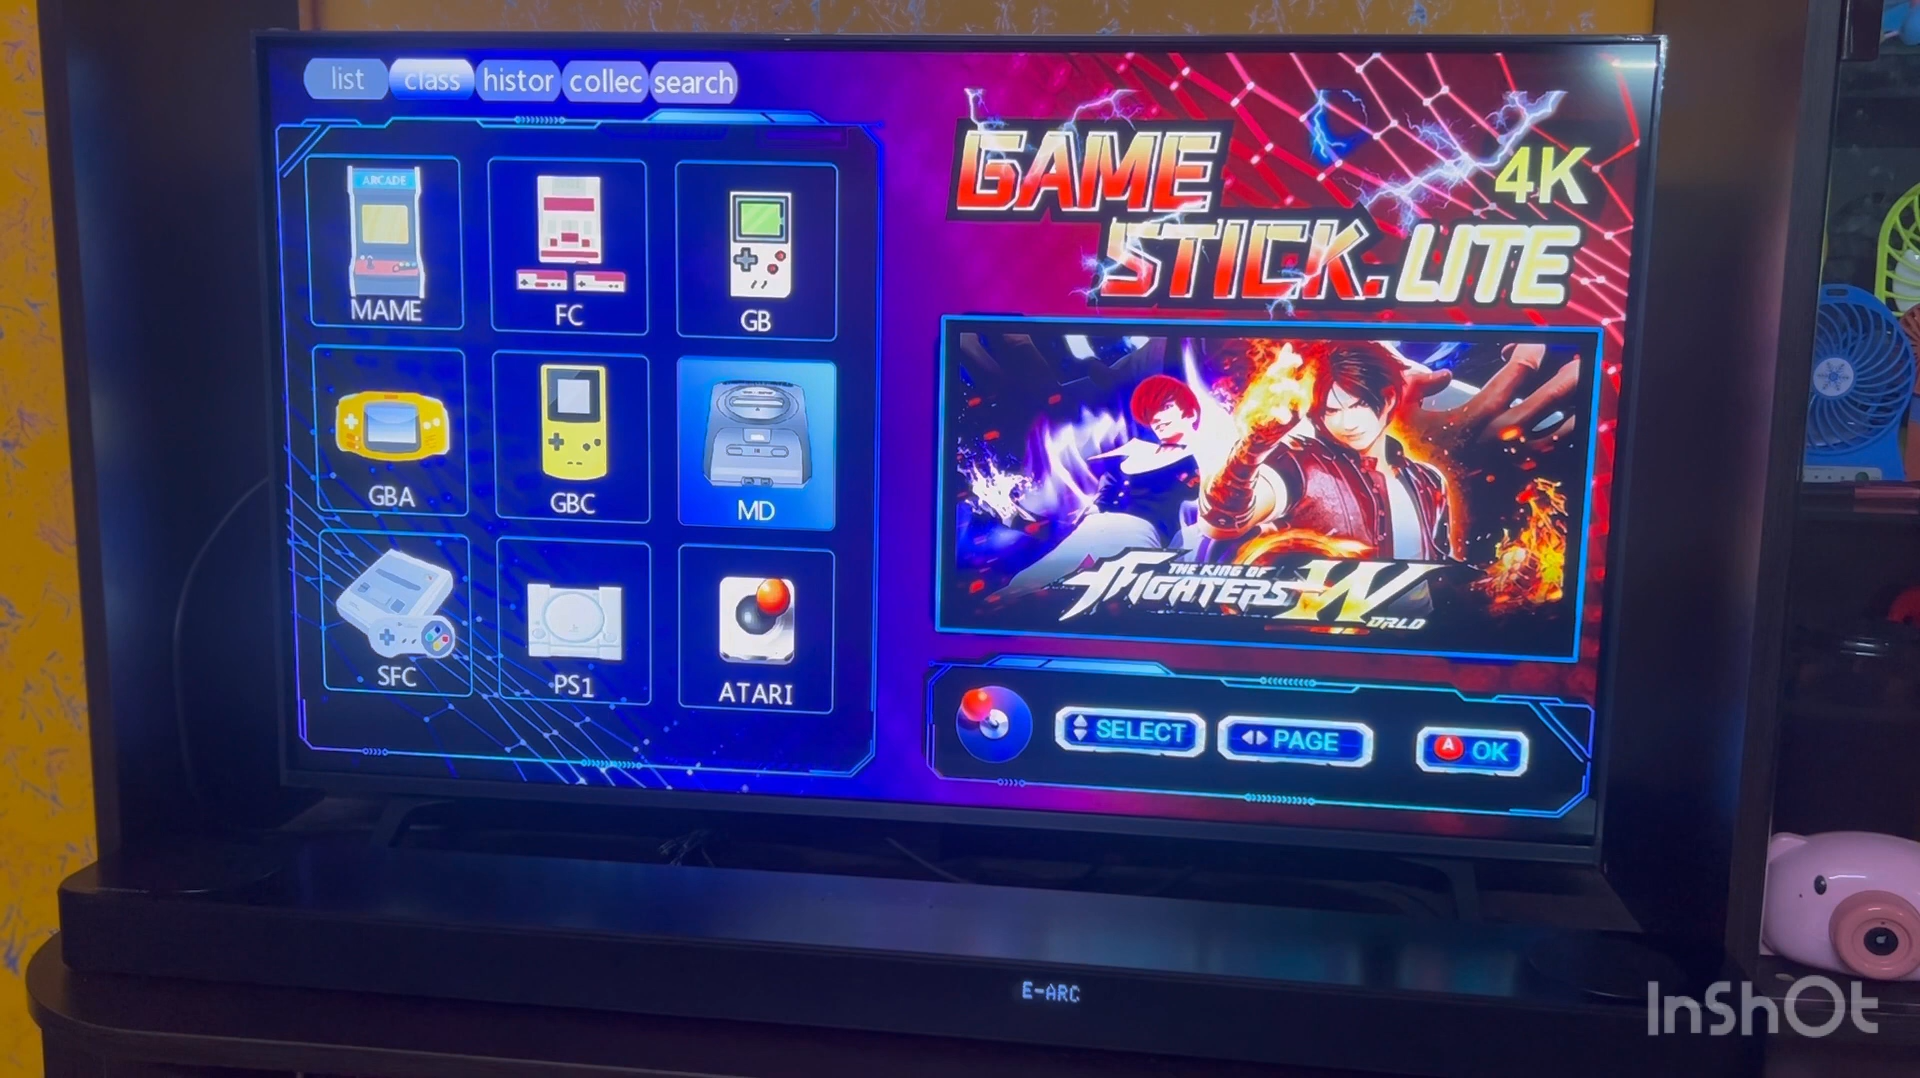 list class histor collec search
ARCADE
MAME
FC
GB
GBA
GBC
MD
SFC
PS1
ATARI
GAME
4K
STICK.LITE
THE KING OF
FIGHTERS WORLD
SELECT
PAGE
A OK
E-ARC
InShOt